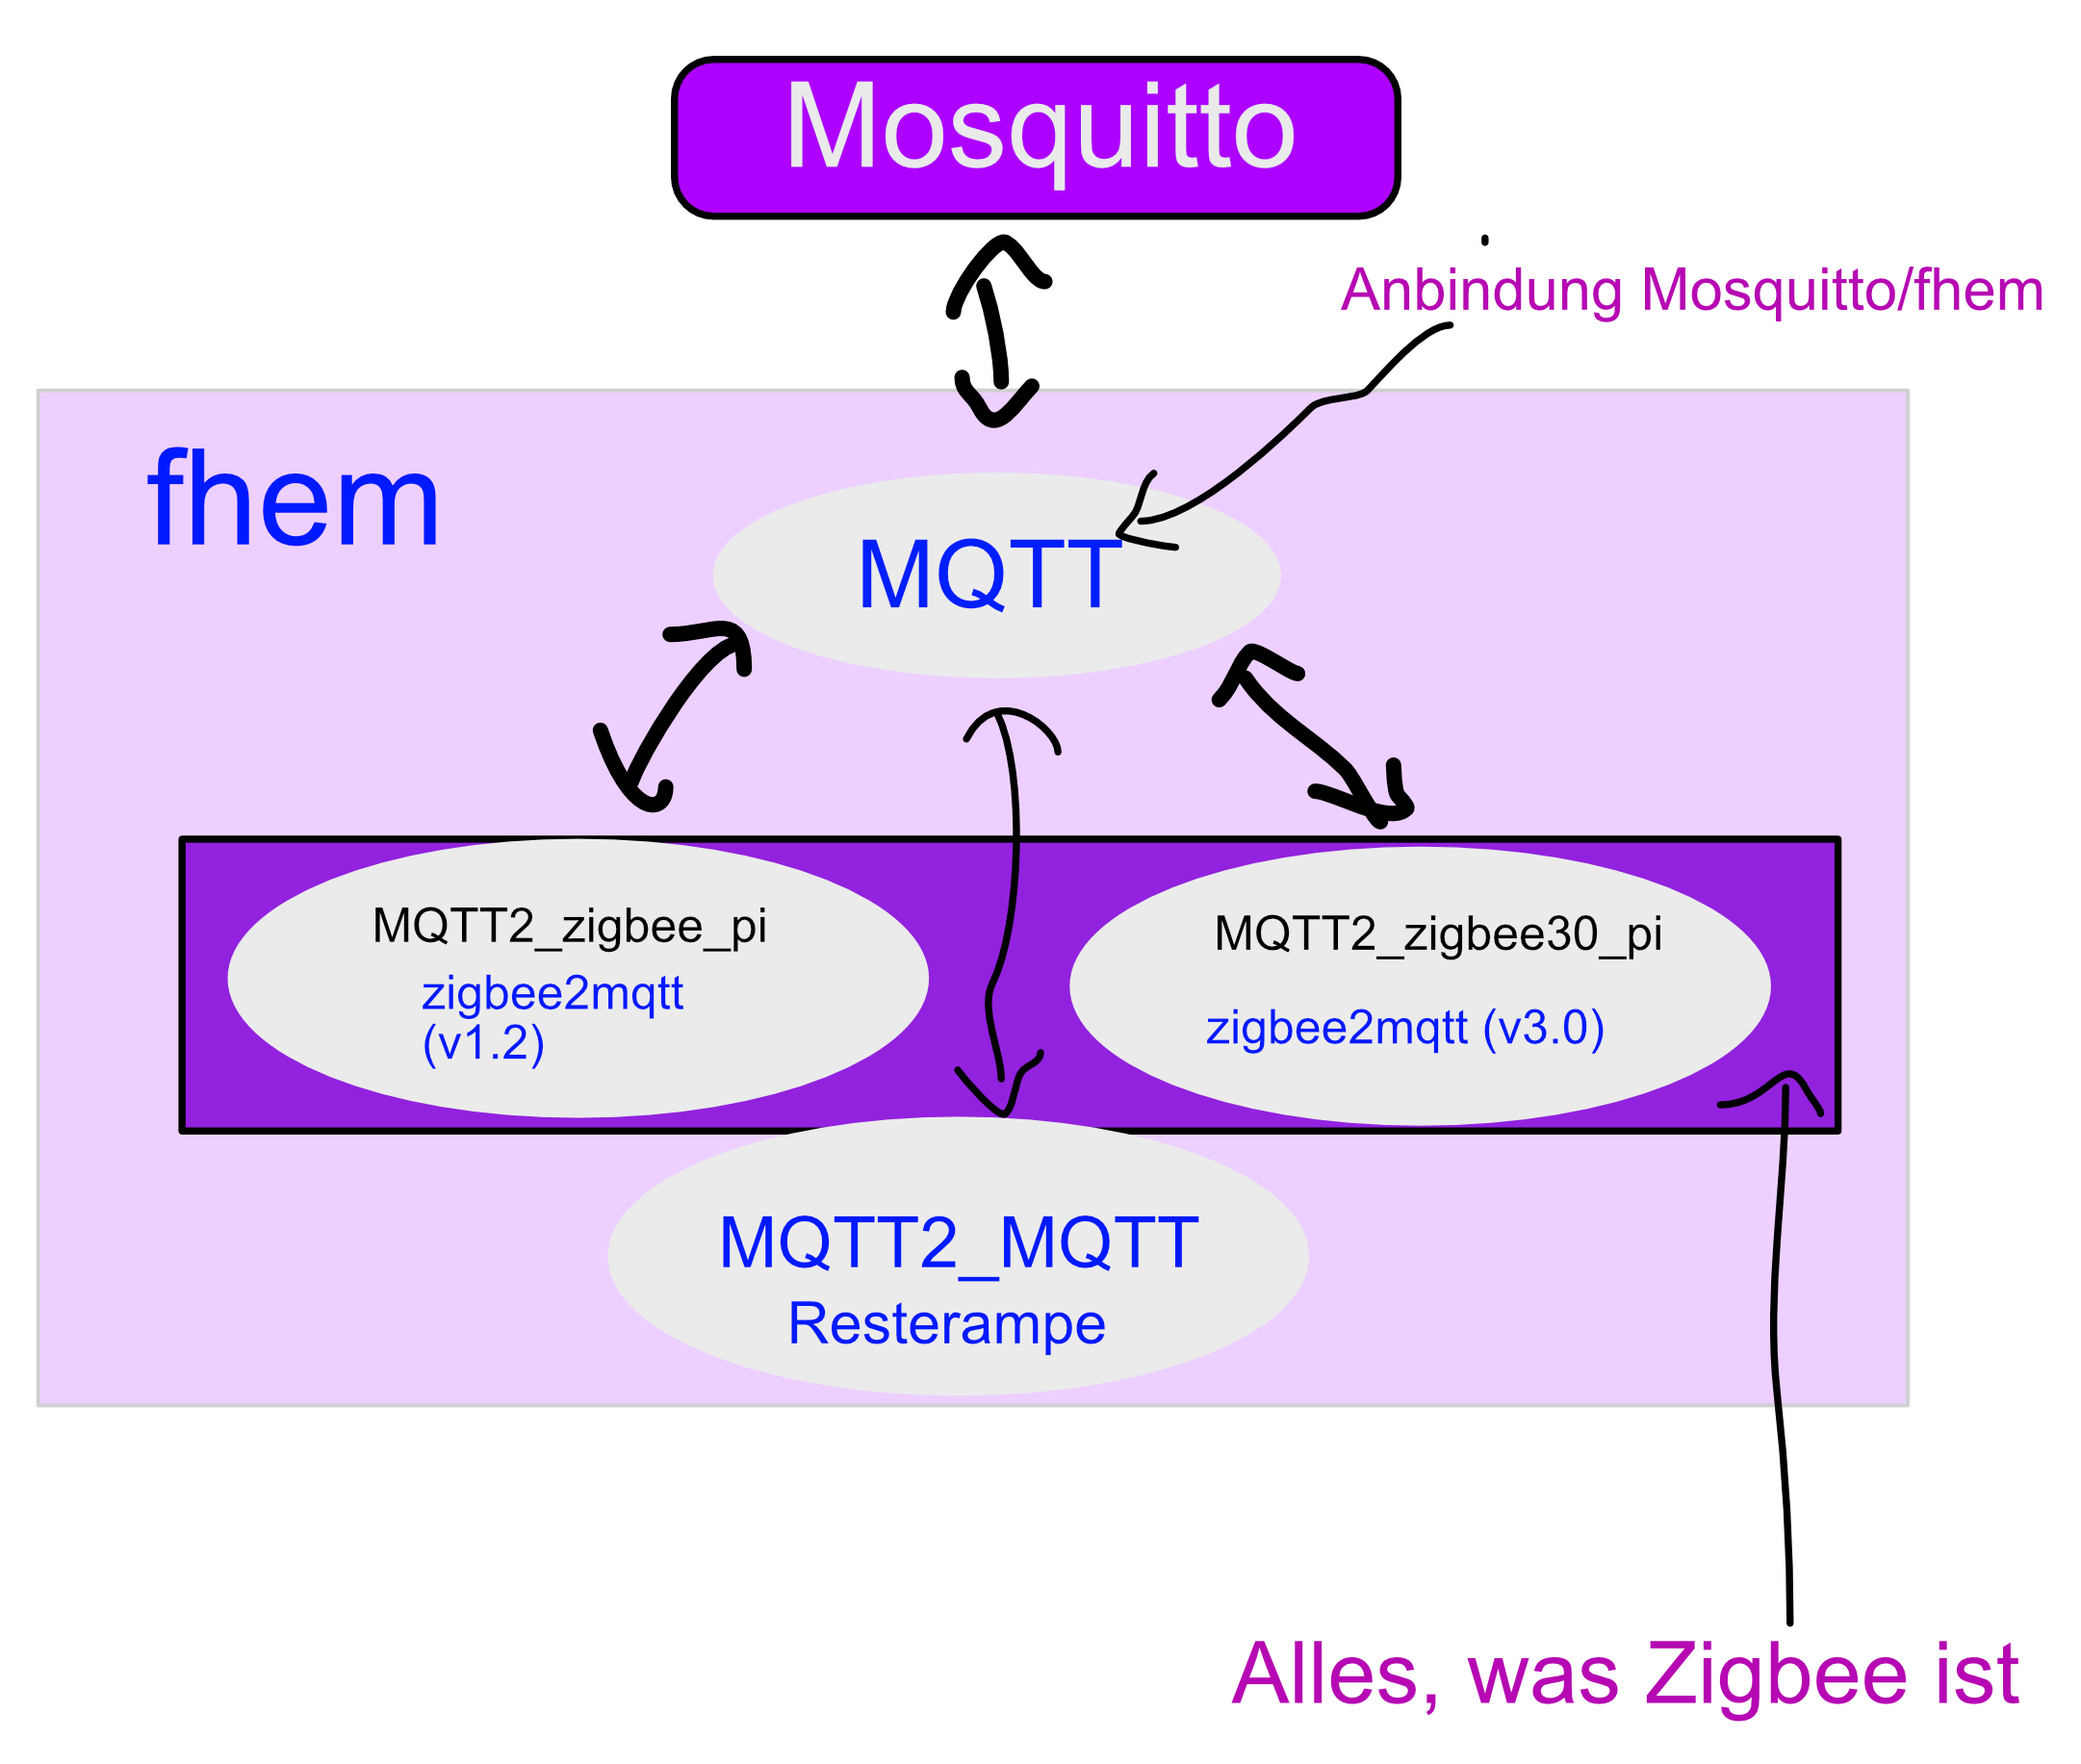 Mosquitto
Anbindung Mosquitto/fhem
fhem
MQTT
MQTT2_zigbee_pi
zigbee2mqtt
(v1.2)
MQTT2_zigbee30_pi
zigbee2mqtt (v3.0)
MQTT2_MQTT
Resterampe
Alles, was Zigbee ist